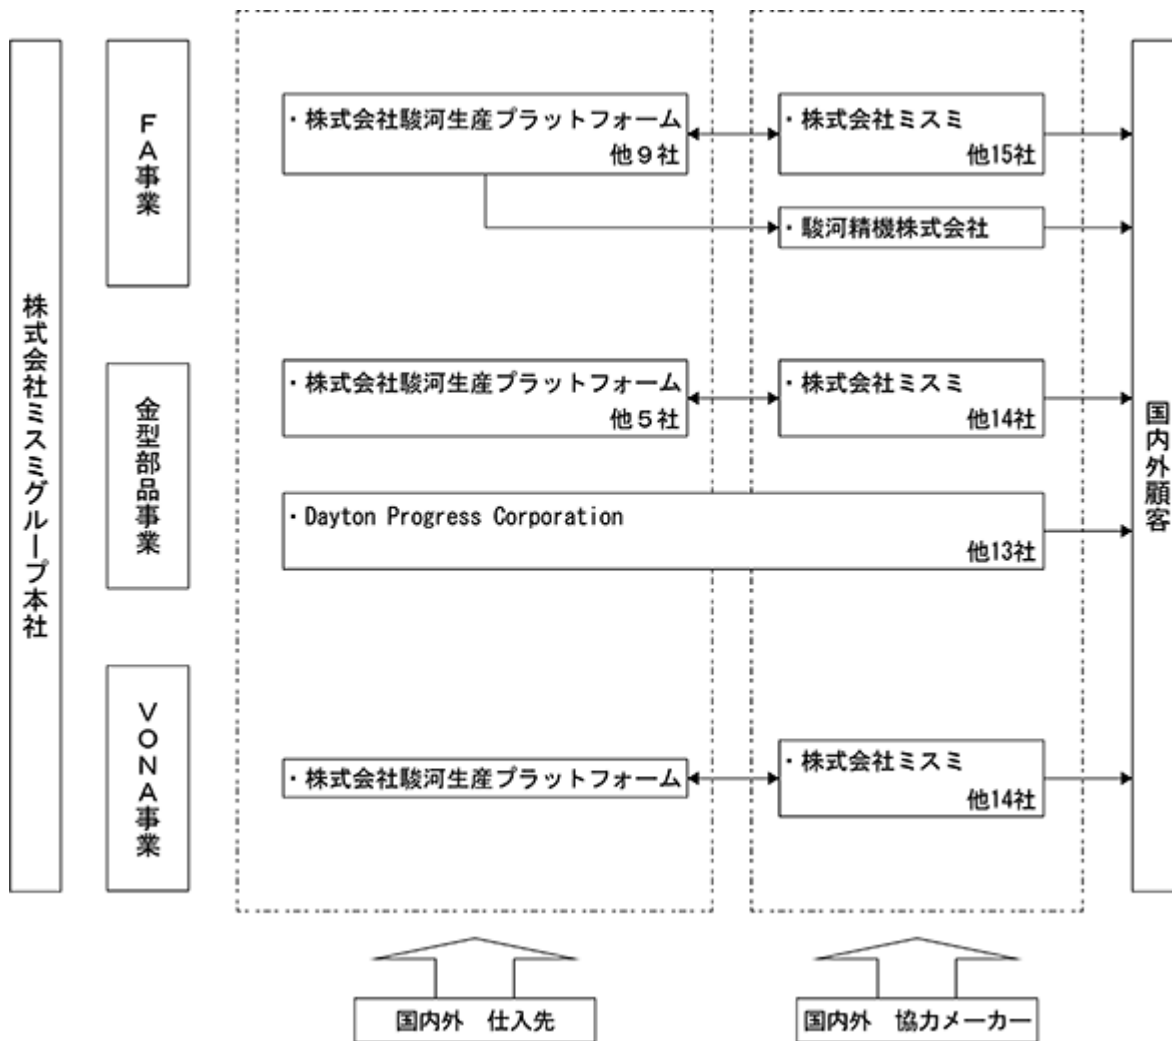 株式会社ミスミグループ本社
ＦＡ事業
・株式会社駿河生産プラットフォーム
他９社
・株式会社ミスミ
他15社
・駿河精機株式会社
金型部品事業
・株式会社駿河生産プラットフォーム
他５社
・株式会社ミスミ
他14社
・Dayton Progress Corporation
他13社
ＶＯＮＡ事業
・株式会社駿河生産プラットフォーム
・株式会社ミスミ
他14社
国内外顧客
国内外　仕入先
国内外　協力メーカー